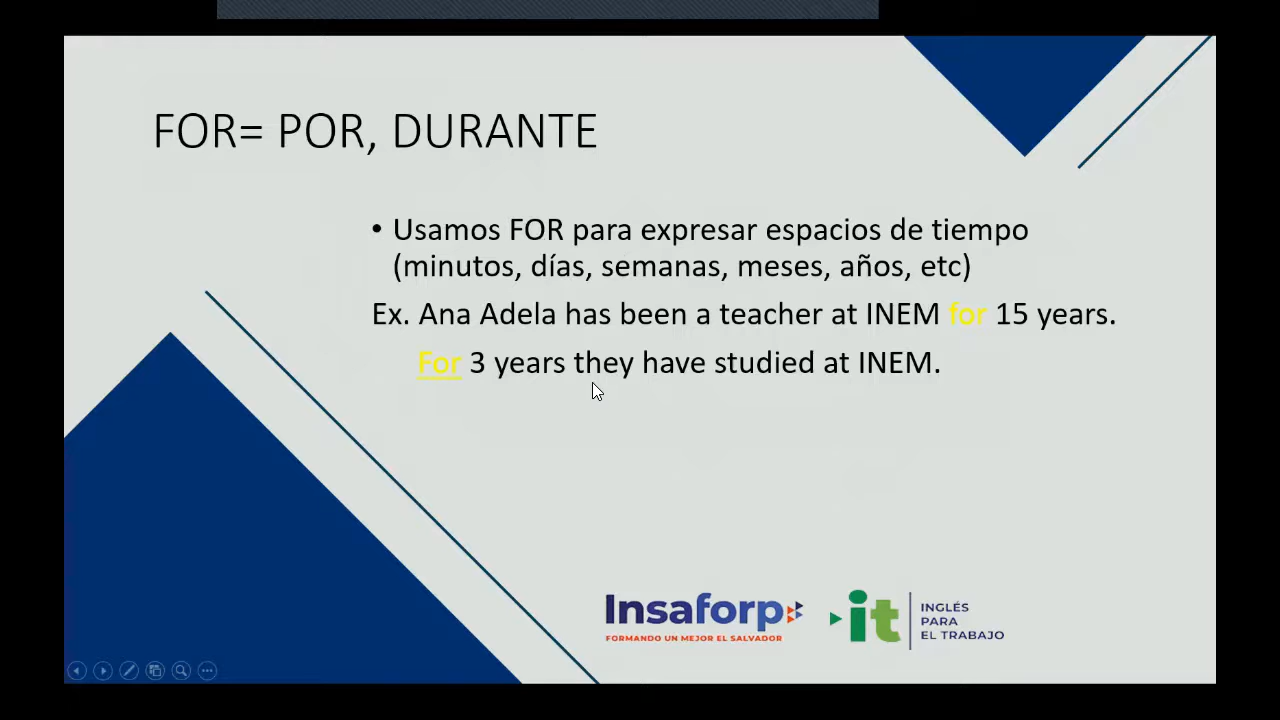 FOR= POR, DURANTE
• Usamos FOR para expresar espacios de tiempo
(minutos, días, semanas, meses, años, etc)
Ex. Ana Adela has been a teacher at INEM for 15 years.
For 3 years they have studied at INEM.
Insaforp
FORMANDO UN MEJOR EL SALVADOR
it
INGLÉS
PARA
EL TRABAJO